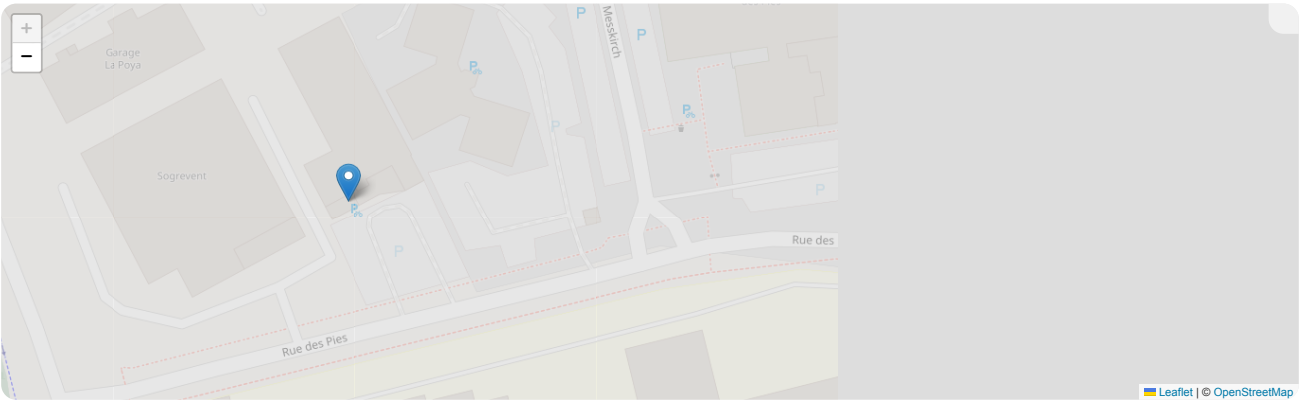 +
−
Garage
La Poya
Messkirch
P
P
P
P
P
Sogrevent
P
P
P
Rue des
Rue des Pies
Leaflet | © OpenStreetMap